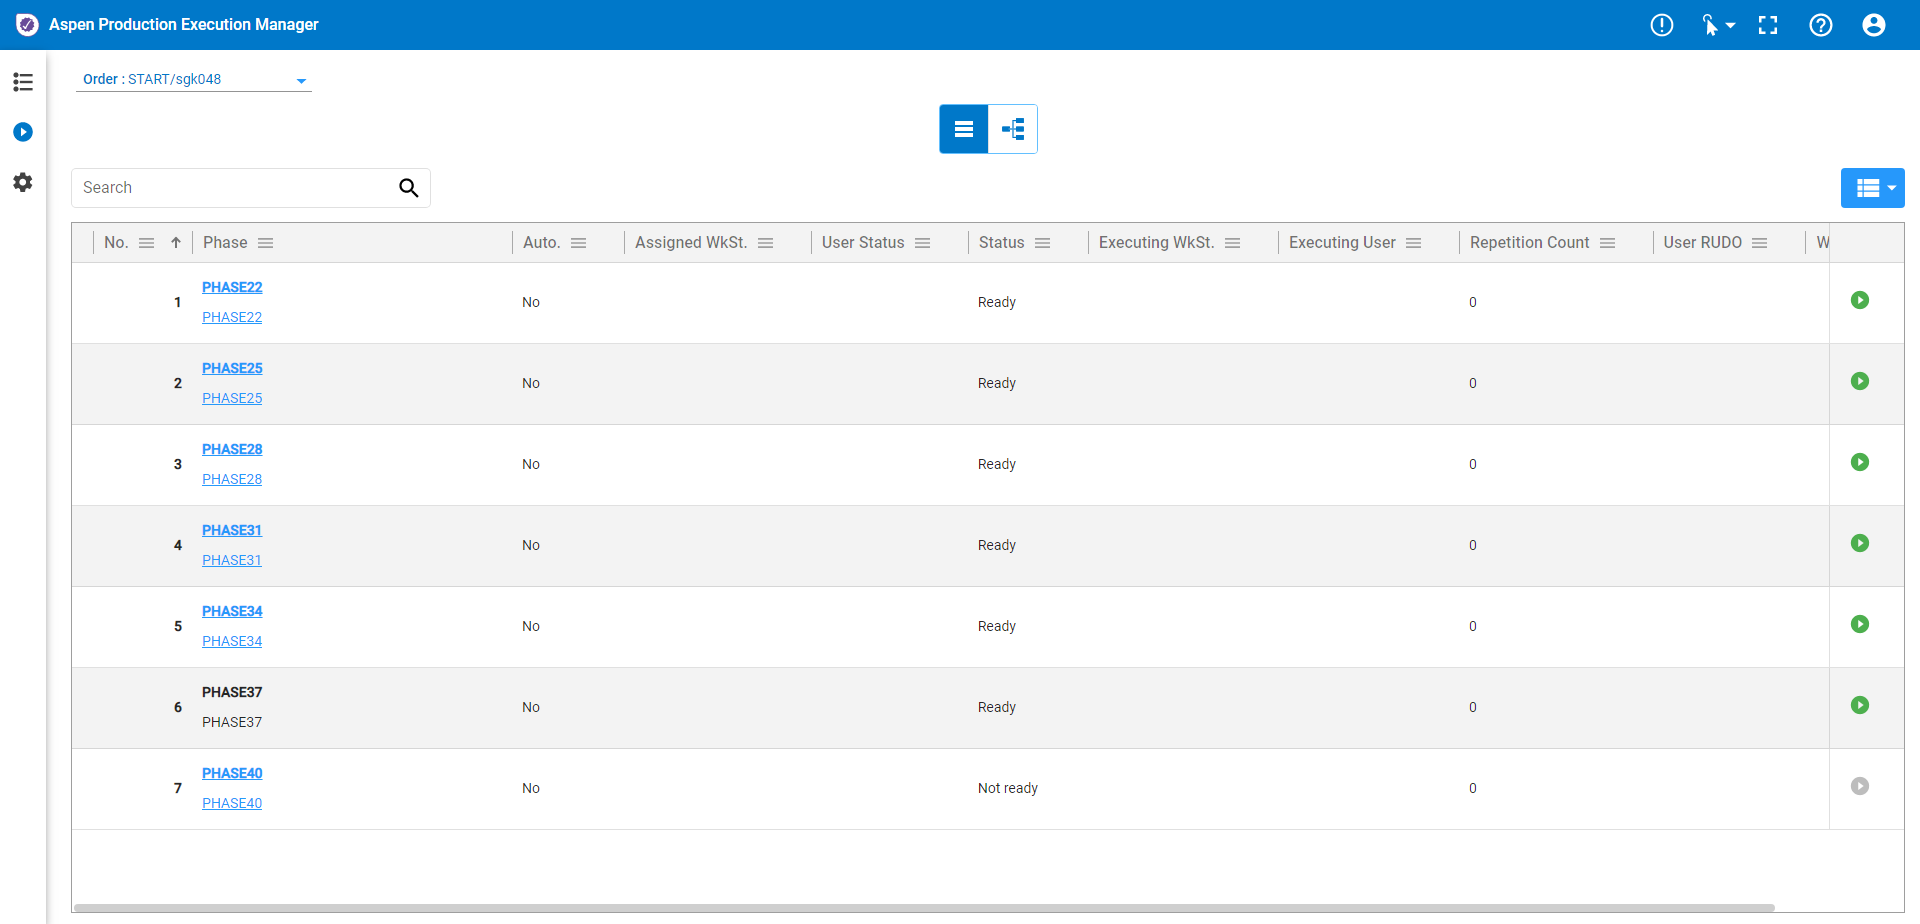 Aspen Production Execution Manager
Order : START/sgk048
Search
No. Phase Auto. Assigned WkSt. User Status Status Executing WkSt. Executing User Repetition Count User RUDO W
1 PHASE22 No Ready 0
PHASE22
2 PHASE25 No Ready 0
PHASE25
3 PHASE28 No Ready 0
PHASE28
4 PHASE31 No Ready 0
PHASE31
5 PHASE34 No Ready 0
PHASE34
6 PHASE37 No Ready 0
PHASE37
7 PHASE40 No Not ready 0
PHASE40